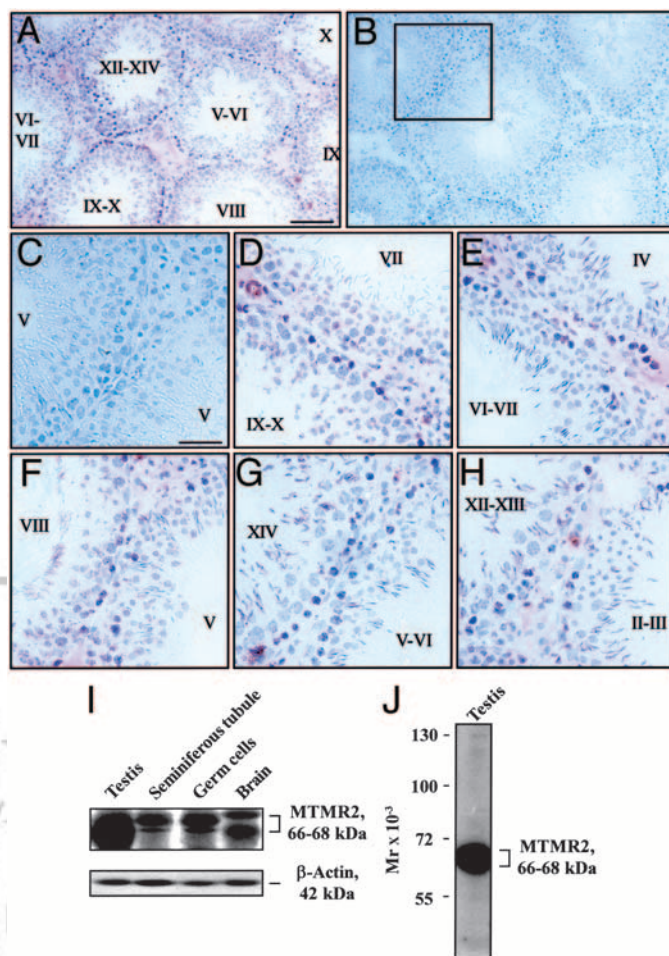 A
XII-XIV
X
V-VI
VI-
VII
IX
IX-X
VIII
B
C
V
V
D
VII
IX-X
E
IV
VI-VII
F
VIII
V
G
XIV
V-VI
H
XII-XIII
II-III
I
Testis
Seminiferous tubule
Germ cells
Brain
MTMR2,
66-68 kDa
β-Actin,
42 kDa
J
Testis
Mr x 10⁻³
130 -
100 -
72 -
55 -
MTMR2,
66-68 kDa